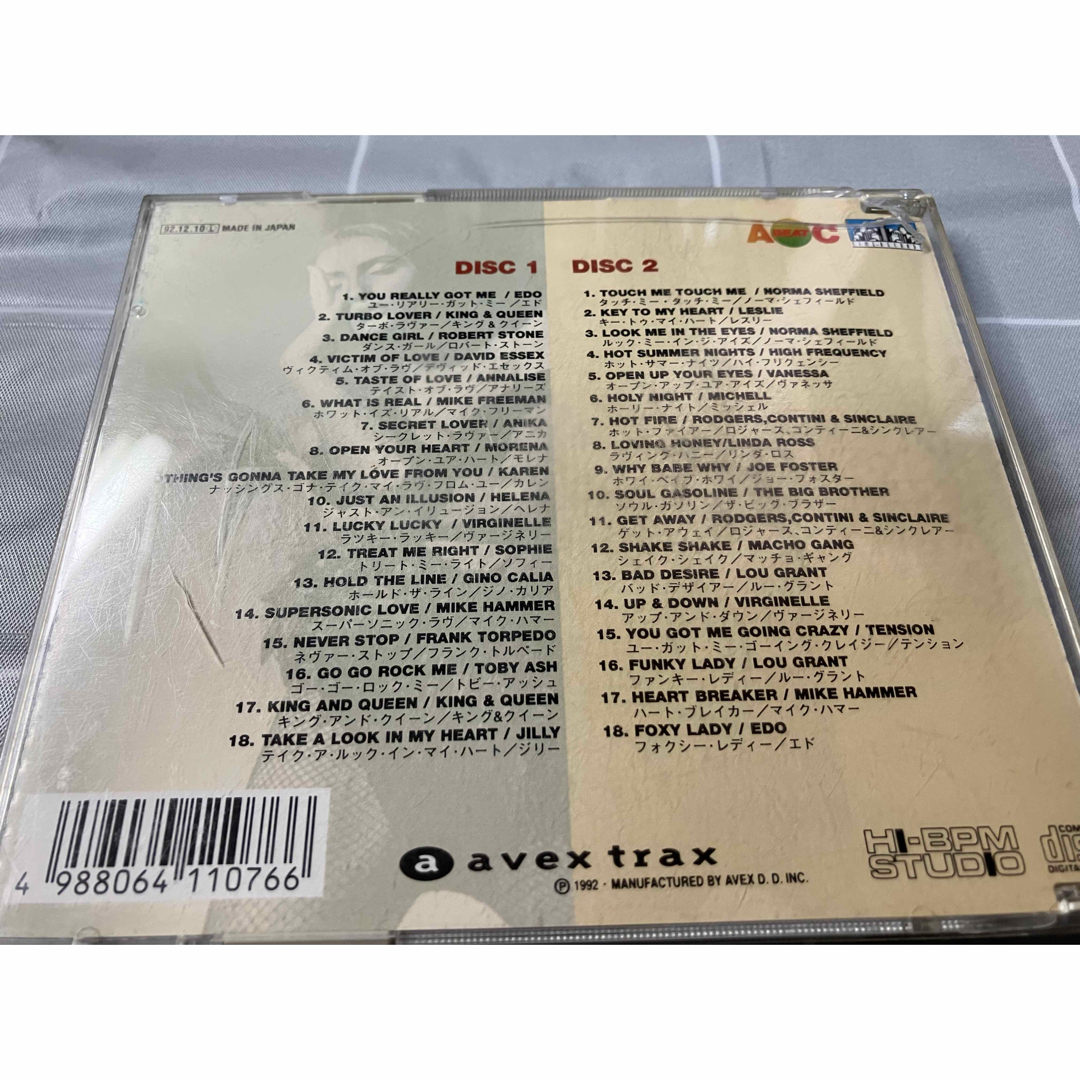 92.12.10 L MADE IN JAPAN
A BEAT C
DISC 1
1. YOU REALLY GOT ME / EDO
ユー・リアリー・ガット・ミー/エド
2. TURBO LOVER / KING & QUEEN
ターボ・ラヴァー/キング&クイーン
3. DANCE GIRL / ROBERT STONE
ダンス・ガール/ロバート・ストーン
4. VICTIM OF LOVE / DAVID ESSEX
ヴィクティム・オブ・ラヴ/デヴィッド・エセックス
5. TASTE OF LOVE / ANNALISE
テイスト・オブ・ラヴ/アナリーズ
6. WHAT IS REAL / MIKE FREEMAN
ホワット・イズ・リアル/マイク・フリーマン
7. SECRET LOVER / ANIKA
シークレット・ラヴァー/アニカ
8. OPEN YOUR HEART / MORENA
オープン・ユア・ハート/モレナ
THING'S GONNA TAKE MY LOVE FROM YOU / KAREN
ナッシングス・ゴナ・テイク・マイ・ラヴ・フロム・ユー/カレン
10. JUST AN ILLUSION / HELENA
ジャスト・アン・イリュージョン/ヘレナ
11. LUCKY LUCKY / VIRGINELLE
ラッキー・ラッキー/ヴァージネリー
12. TREAT ME RIGHT / SOPHIE
トリート・ミー・ライト/ソフィー
13. HOLD THE LINE / GINO CALIA
ホールド・ザ・ライン/ジノ・カリア
14. SUPERSONIC LOVE / MIKE HAMMER
スーパーソニック・ラヴ/マイク・ハマー
15. NEVER STOP / FRANK TORPEDO
ネヴァー・ストップ/フランク・トルペード
16. GO GO ROCK ME / TOBY ASH
ゴー・ゴー・ロック・ミー/トビー・アッシュ
17. KING AND QUEEN / KING & QUEEN
キング・アンド・クイーン/キング&クイーン
18. TAKE A LOOK IN MY HEART / JILLY
テイク・ア・ルック・イン・マイ・ハート/ジリー
DISC 2
1. TOUCH ME TOUCH ME / NORMA SHEFFIELD
タッチ・ミー・タッチ・ミー/ノーマ・シェフィールド
2. KEY TO MY HEART / LESLIE
キー・トゥ・マイ・ハート/レスリー
3. LOOK ME IN THE EYES / NORMA SHEFFIELD
ルック・ミー・イン・ジ・アイズ/ノーマ・シェフィールド
4. HOT SUMMER NIGHTS / HIGH FREQUENCY
ホット・サマー・ナイツ/ハイ・フリクェンシー
5. OPEN UP YOUR EYES / VANESSA
オープン・アップ・ユア・アイズ/ヴァネッサ
6. HOLY NIGHT / MICHELL
ホーリー・ナイト/ミッシェル
7. HOT FIRE / RODGERS,CONTINI & SINCLAIRE
ホット・ファイアー/ロジャース、コンティーニ&シンクレアー
8. LOVING HONEY/LINDA ROSS
ラヴィング・ハニー/リンダ・ロス
9. WHY BABE WHY / JOE FOSTER
ホワイ・ベイブ・ホワイ/ジョー・フォスター
10. SOUL GASOLINE / THE BIG BROTHER
ソウル・ガソリン/ザ・ビッグ・ブラザー
11. GET AWAY / RODGERS,CONTINI & SINCLAIRE
ゲット・アウェイ/ロジャース、コンティーニ&シンクレアー
12. SHAKE SHAKE / MACHO GANG
シェイク・シェイク/マッチョ・ギャング
13. BAD DESIRE / LOU GRANT
バッド・デザイアー/ルー・グラント
14. UP & DOWN / VIRGINELLE
アップ・アンド・ダウン/ヴァージネリー
15. YOU GOT ME GOING CRAZY / TENSION
ユー・ガット・ミー・ゴーイング・クレイジー/テンション
16. FUNKY LADY / LOU GRANT
ファンキー・レディー/ルー・グラント
17. HEART BREAKER / MIKE HAMMER
ハート・ブレイカー/マイク・ハマー
18. FOXY LADY / EDO
フォクシー・レディー/エド
4 988064 110766
a avex trax
Ⓟ 1992 · MANUFACTURED BY AVEX D. D. INC.
HI-BPM
STUDIO
COM
dis
DIGITAL A